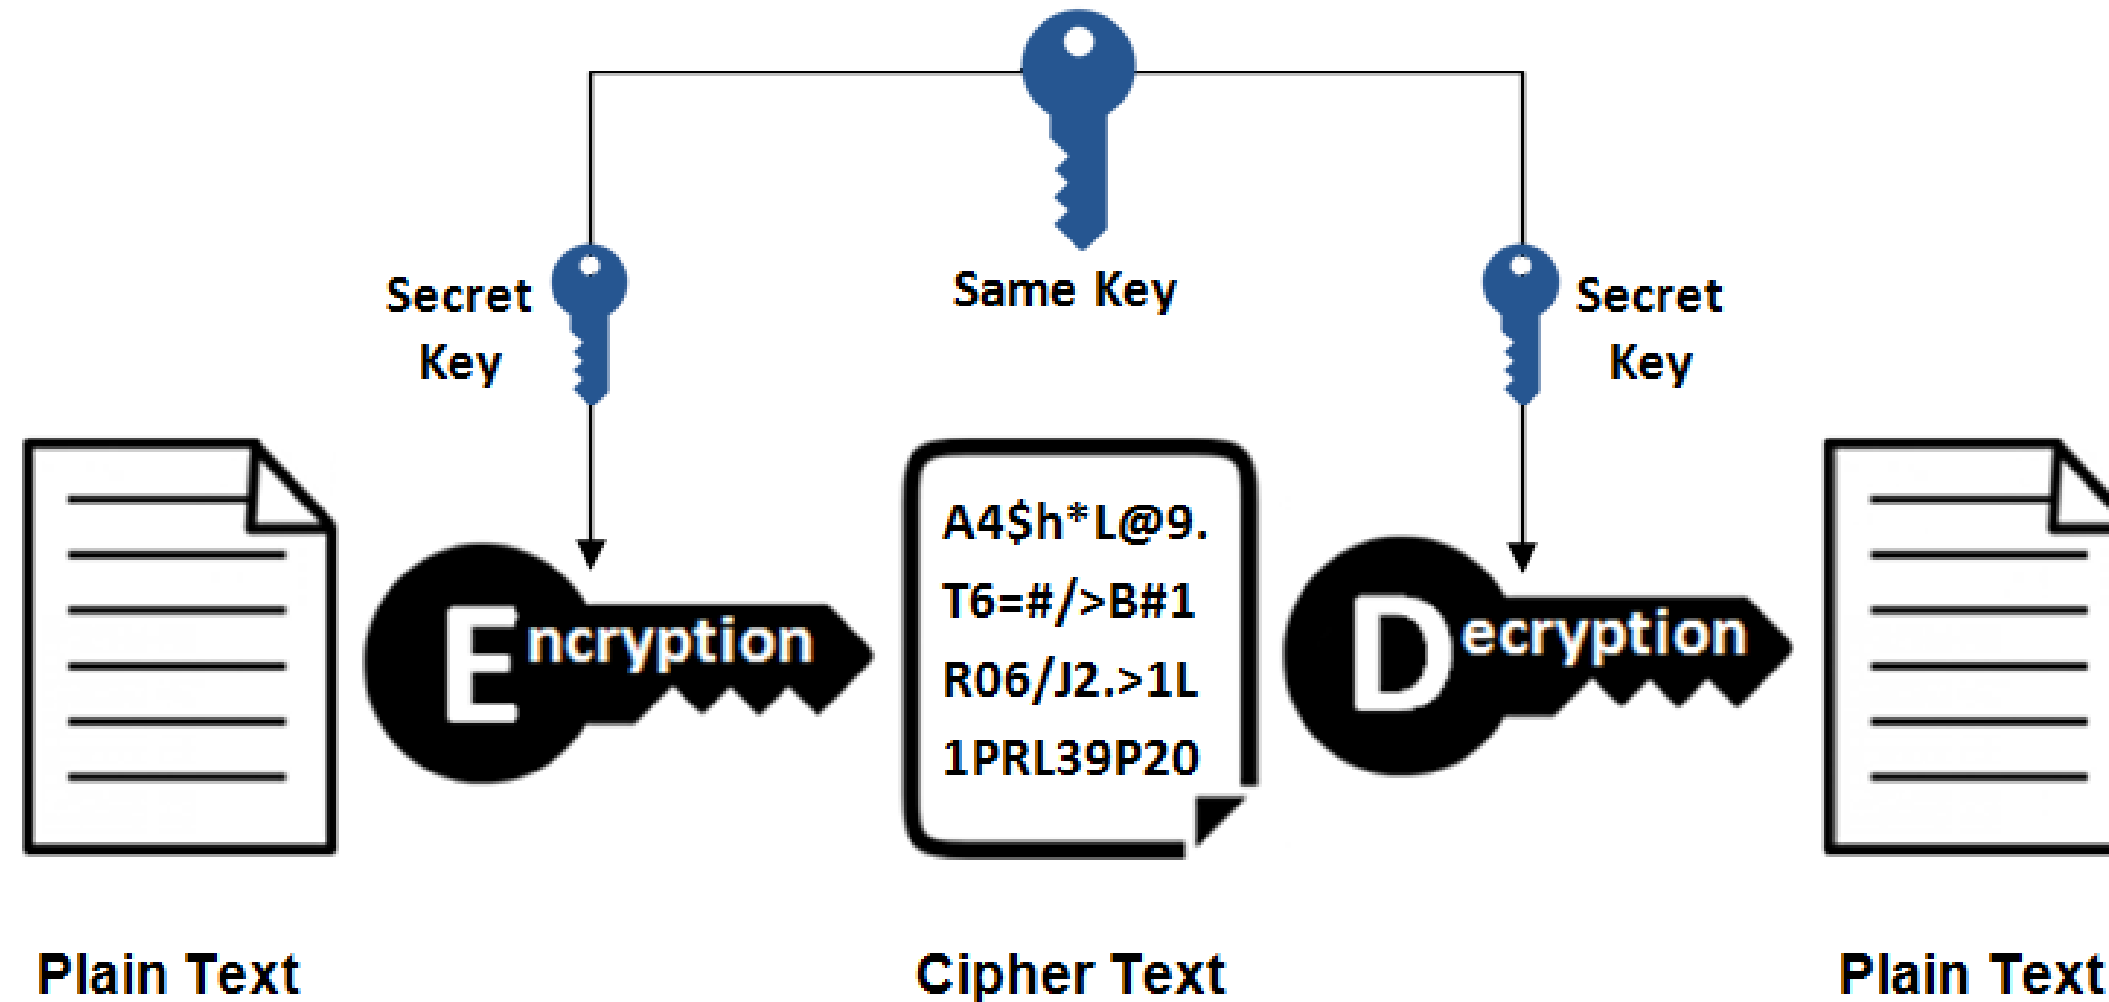 Same Key
Secret
Key
Secret
Key
Encryption
A4$h*L@9.
T6=#/>B#1
R06/J2.>1L
1PRL39P20
Decryption
Plain Text
Cipher Text
Plain Text